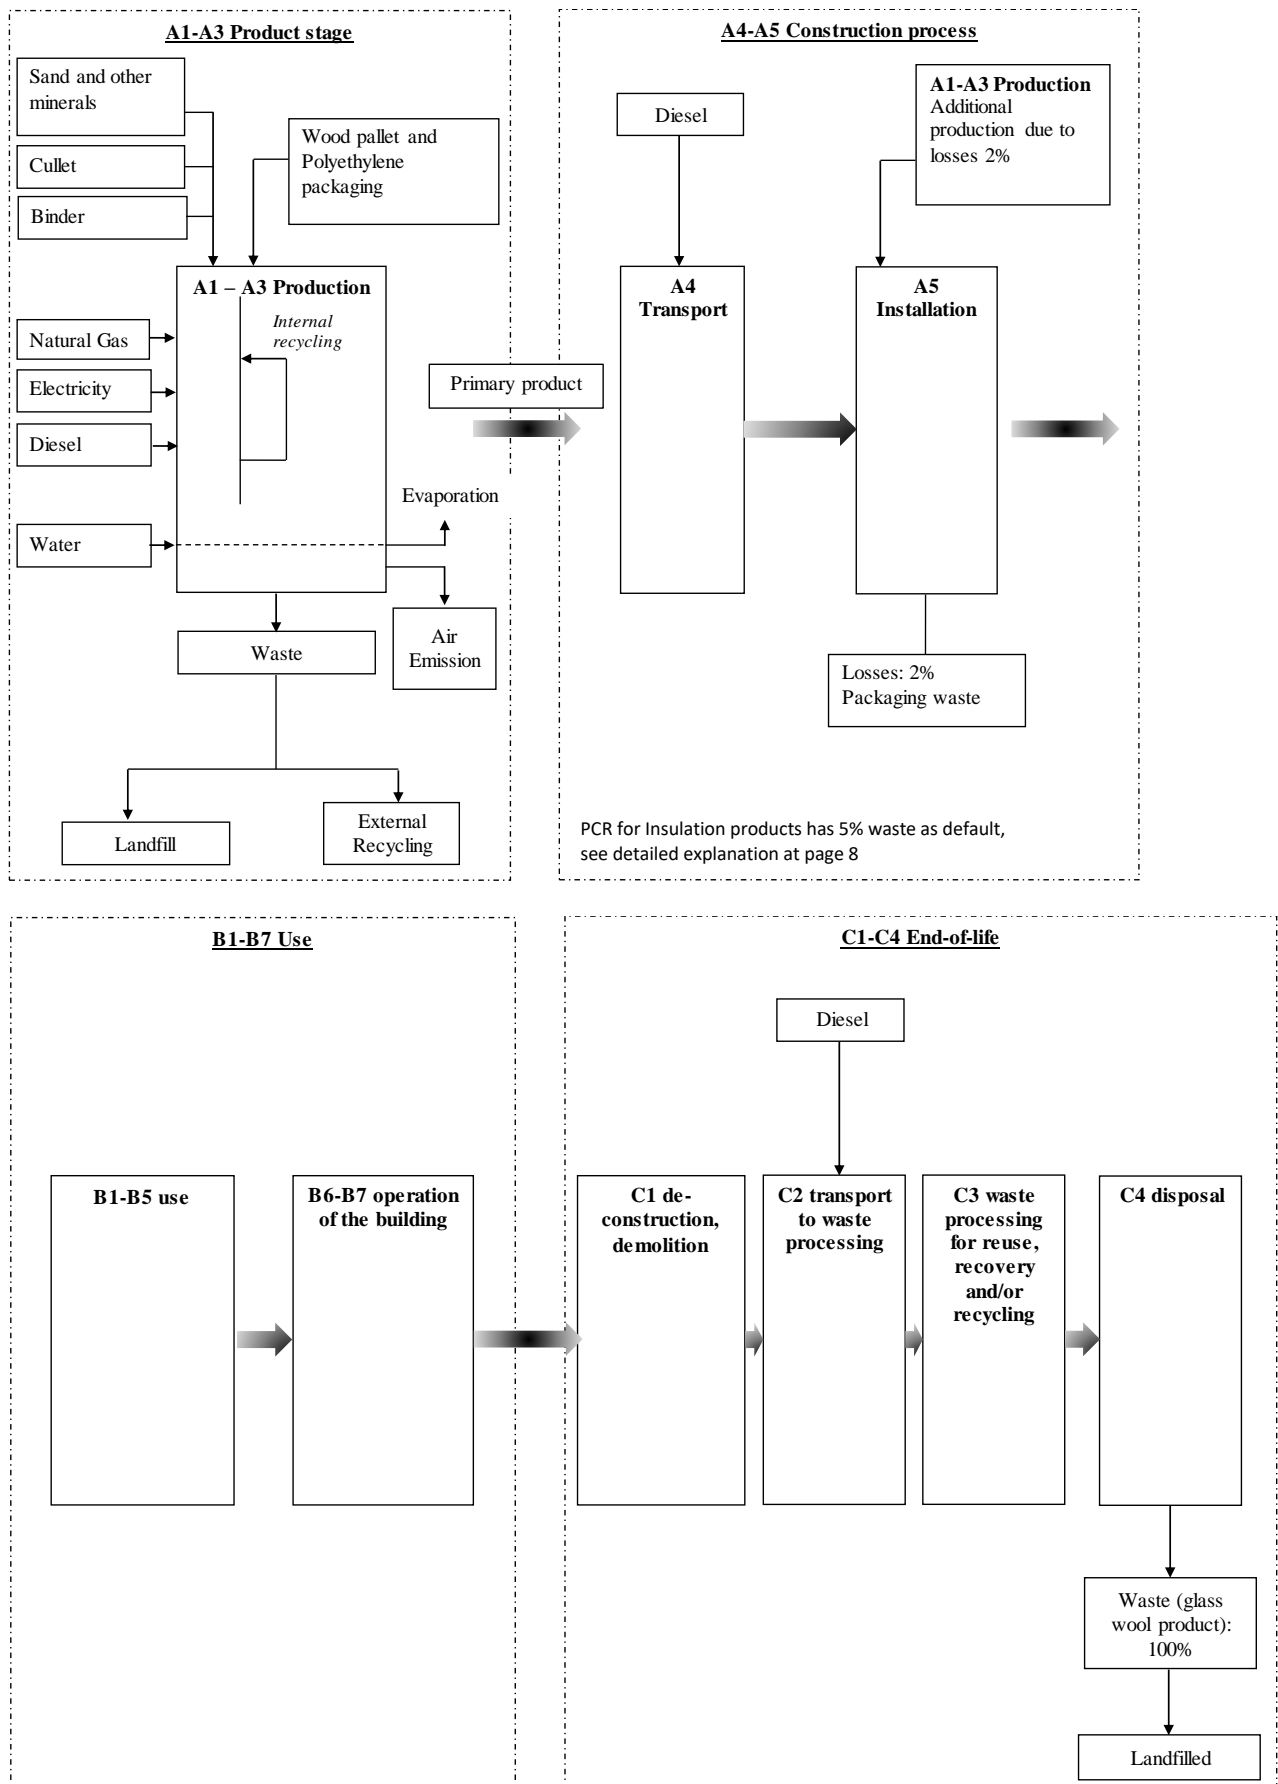 A1-A3 Product stage
Sand and other
minerals
Cullet
Binder
Wood pallet and
Polyethylene
packaging
A1 – A3 Production
Internal
recycling
Natural Gas
Electricity
Diesel
Water
Evaporation
Air
Emission
Waste
Landfill
External
Recycling
Primary product
A4-A5 Construction process
Diesel
A1-A3 Production
Additional
production due to
losses 2%
A4
Transport
A5
Installation
Losses: 2%
Packaging waste
PCR for Insulation products has 5% waste as default,
see detailed explanation at page 8
B1-B7 Use
B1-B5 use
B6-B7 operation
of the building
C1-C4 End-of-life
Diesel
C1 de-
construction,
demolition
C2 transport
to waste
processing
C3 waste
processing
for reuse,
recovery
and/or
recycling
C4 disposal
Waste (glass
wool product):
100%
Landfilled